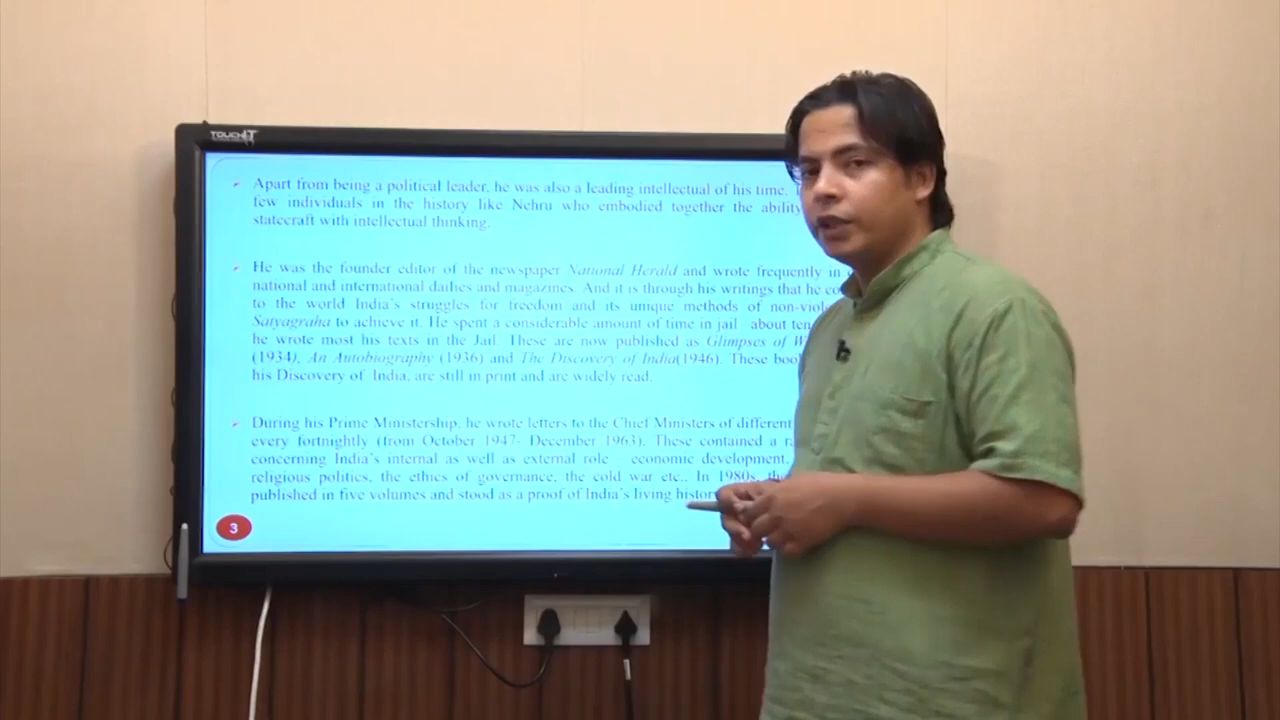 TOUCHIT
Apart from being a political leader, he was also a leading intellectual of his time.
few individuals in the history like Nehru who embodied together the ability
statecraft with intellectual thinking.
He was the founder editor of the newspaper National Herald and wrote frequently in
national and international dailies and magazines. And it is through his writings that he
to the world India's struggles for freedom and its unique methods of
Satyagraha to achieve it. He spent a considerable amount of time in jail about ten
he wrote most his texts in the Jail. These are now published as Glimpses of
(1934), An Autobiography (1936) and The Discovery of India(1946). These
his Discovery of India, are still in print and are widely read.
During his Prime Ministership, he wrote letters to the Chief Ministers of different
every fortnightly (from October 1947- December 1963). These contained a
concerning India's internal as well as external role economic development,
religious politics, the ethics of governance, the cold war etc.. In 1980s,
published in five volumes and stood as a proof of India's living
3